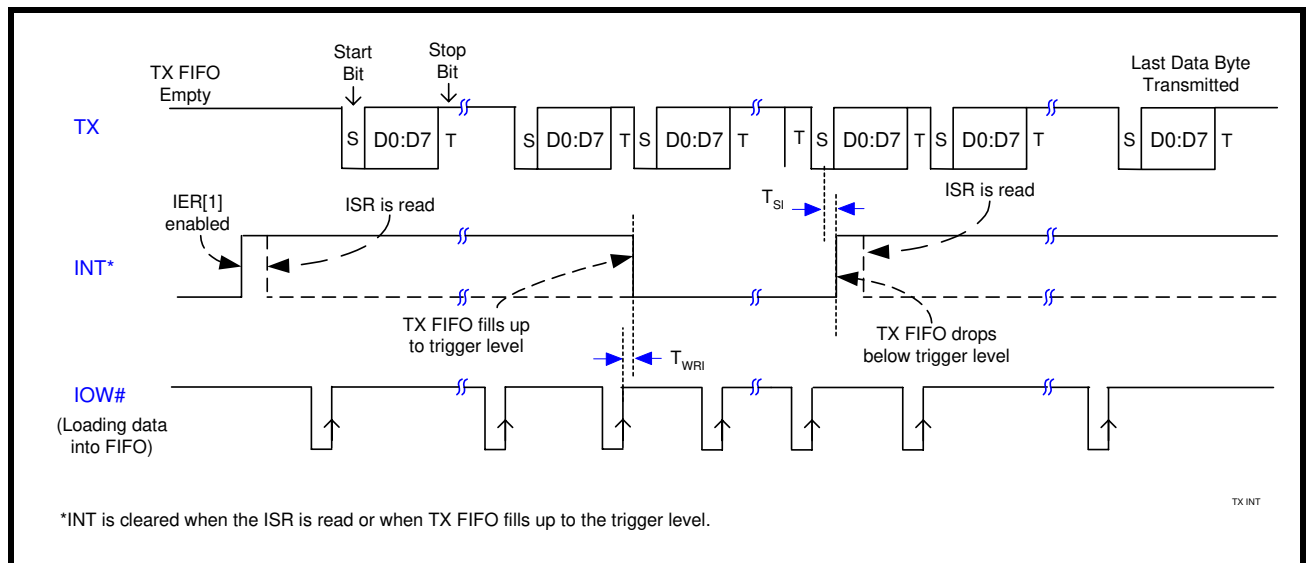 Start
Bit
Stop
Bit
TX FIFO
Empty
Last Data Byte
Transmitted
TX
S D0:D7 T S D0:D7 T S D0:D7 T T S D0:D7 T S D0:D7 T S D0:D7 T
IER[1]
enabled
ISR is read
TSI
ISR is read
INT*
TX FIFO fills up
to trigger level
TX FIFO drops
below trigger level
TWRI
IOW#
(Loading data
into FIFO)
TX INT
*INT is cleared when the ISR is read or when TX FIFO fills up to the trigger level.